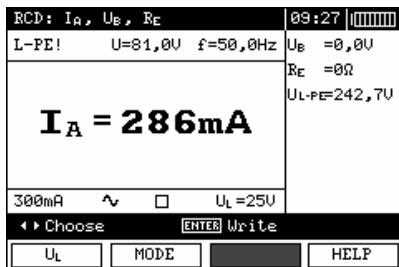 RCD: IA, UB, RE 09:27
L-PE! U=81,0V f=50,0Hz
UB =0,0V
RE =0Ω
UL-PE=242,7V
IA = 286mA
300mA UL=25V
Choose ENTER Write
UL MODE HELP